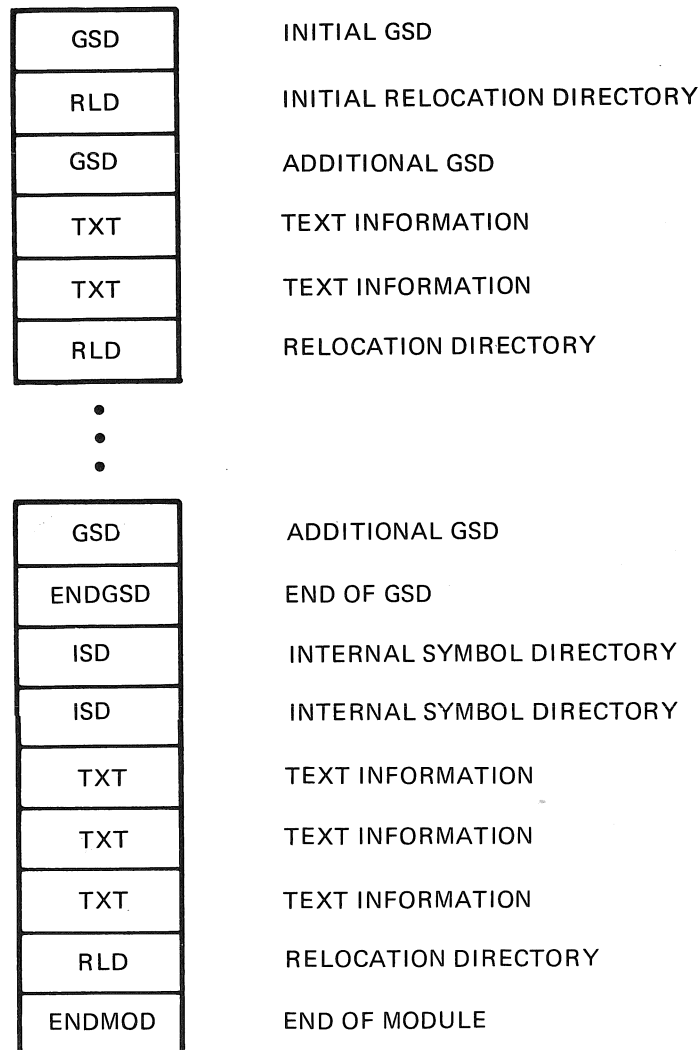 GSD INITIAL GSD
RLD INITIAL RELOCATION DIRECTORY
GSD ADDITIONAL GSD
TXT TEXT INFORMATION
TXT TEXT INFORMATION
RLD RELOCATION DIRECTORY
GSD ADDITIONAL GSD
ENDGSD END OF GSD
ISD INTERNAL SYMBOL DIRECTORY
ISD INTERNAL SYMBOL DIRECTORY
TXT TEXT INFORMATION
TXT TEXT INFORMATION
TXT TEXT INFORMATION
RLD RELOCATION DIRECTORY
ENDMOD END OF MODULE